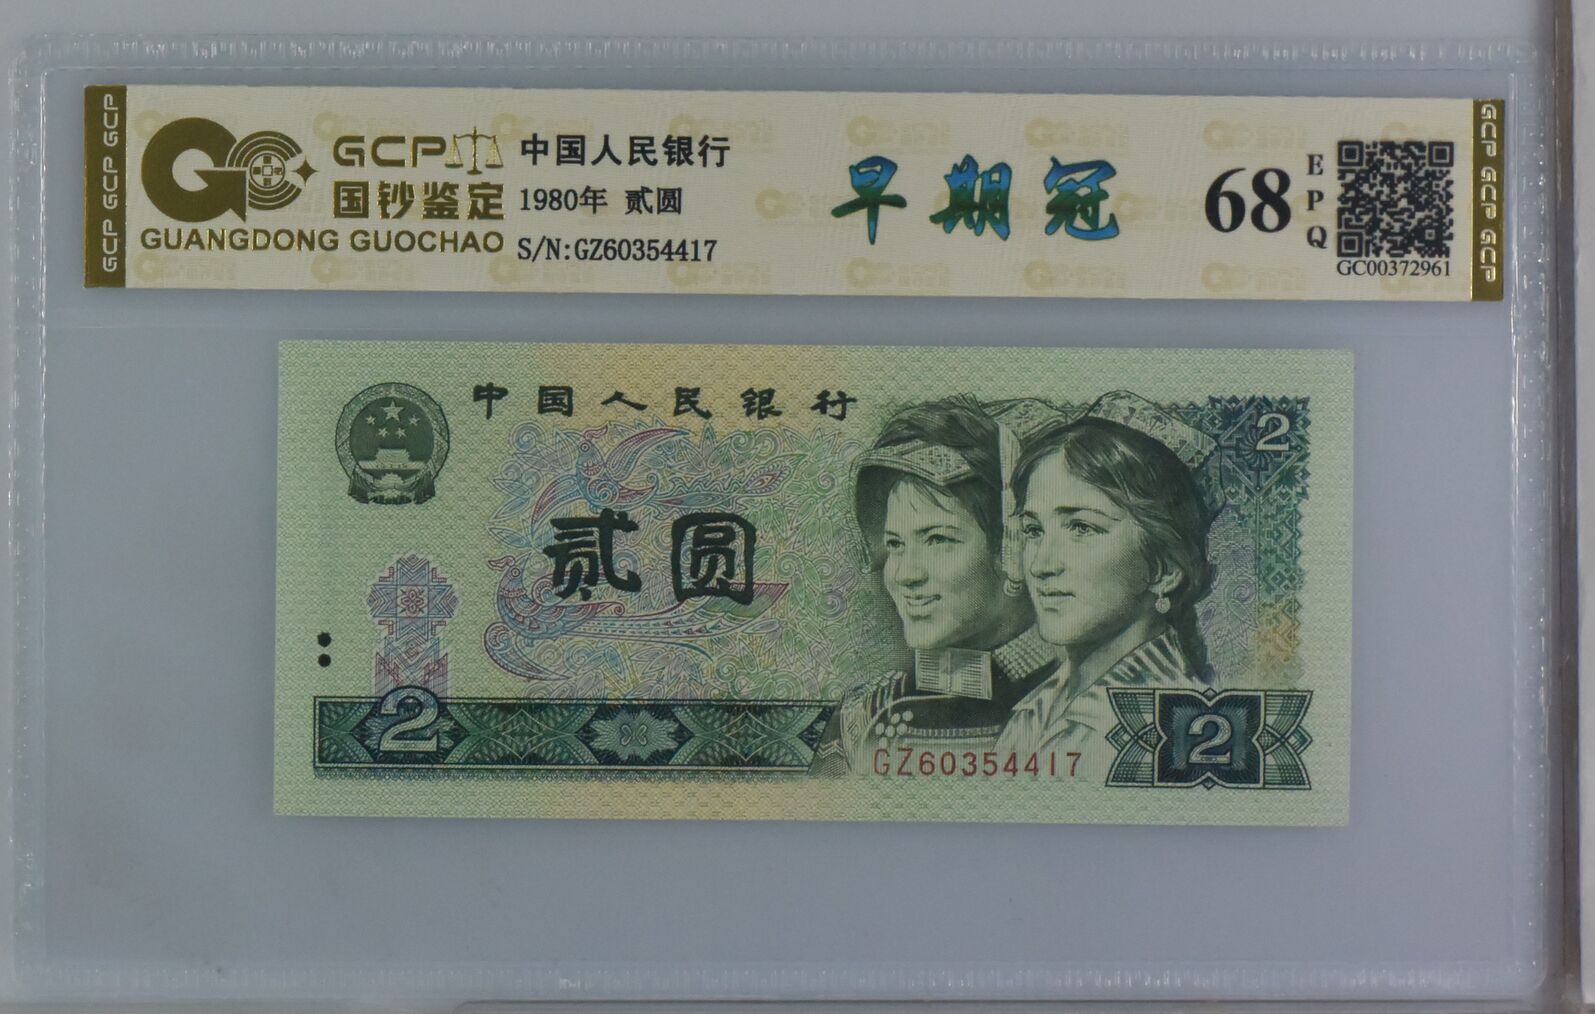 GCP GCP GCP
GCP
国钞鉴定
GUANGDONG GUOCHAO
中国人民银行
1980年 贰圆
S/N:GZ60354417
早期冠
68
EPQ
GC00372961
GCP GCP GCP
中国人民银行
2
贰圆
2
GZ60354417
2